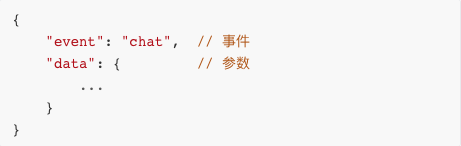 {
    "event": "chat",  // 事件
    "data": {         // 参数
        ...
    }
}